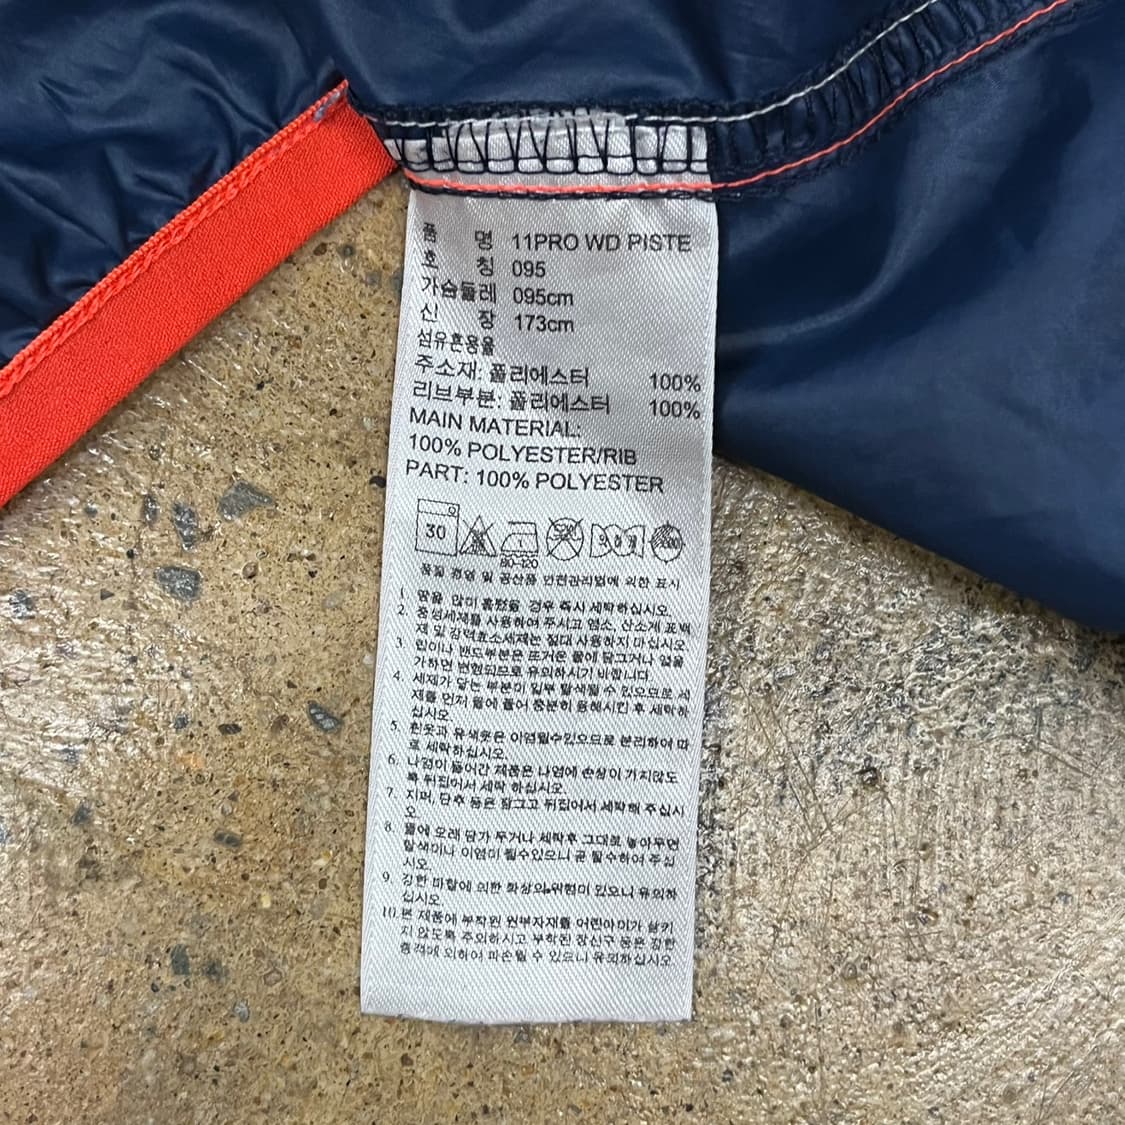 품 명 11PRO WD PISTE
호 칭 095
가슴둘레 095cm
신 장 173cm
섬유혼용율
주소재: 폴리에스터 100%
리브부분: 폴리에스터 100%
MAIN MATERIAL:
100% POLYESTER/RIB
PART: 100% POLYESTER
30
80-120
품질 경영 및 공산품 안전관리법에 의한 표시
1. 땀을 많이 흘렸을 경우 즉시 세탁하십시오.
2. 중성세제를 사용하여 주시고 염소, 산소계 표백
제 및 강력효소세제는 절대 사용하지 마십시오
3. 립이나 밴드부분은 뜨거운 물에 담그거나 열을
가하면 변형되므로 유의하시기 바랍니다
4. 세제가 닿는 부분이 일부 탈색될 수 있으므로 세
제를 먼저 물에 풀어 충분히 용해시킨 후 세탁하
십시오.
5. 흰옷과 유색옷은 이염될수있으므로 분리하여 따
로 세탁하십시오.
6. 나염이 들어간 제품은 나염에 손상이 가지않도
록 뒤집어서 세탁 하십시오.
7. 지퍼, 단추 등은 잠그고 뒤집어서 세탁해 주십시
오.
8. 물에 오래 담가 두거나 세탁후 그대로 놓아두면
탈색이나 이염이 될수있으니 곧 탈수하여 주십
시오.
9. 강한 마찰에 의한 화상의 위험이 있으니 유의하
십시오.
10. 본 제품에 부착된 원부자재를 어린아이가 삼키
지 않도록 주의하시고 부착된 장신구 등은 강한
충격에 의하여 파손될 수 있으니 유의하십시오.